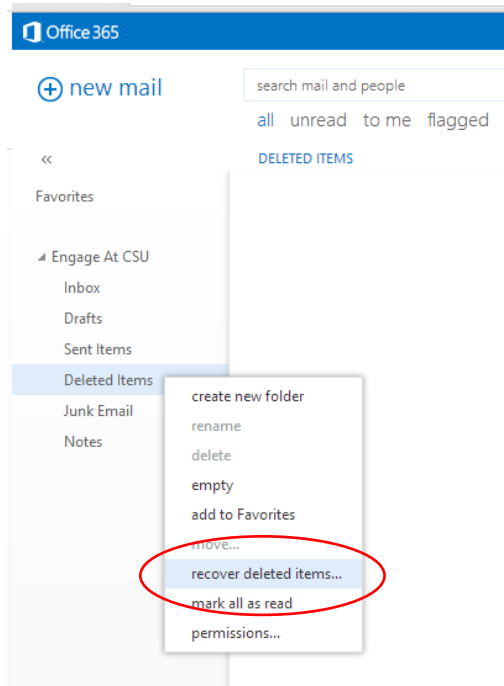 Office 365
new mail
search mail and people
all unread to me flagged
«
DELETED ITEMS
Favorites
Engage At CSU
Inbox
Drafts
Sent Items
Deleted Items
Junk Email
Notes
create new folder
rename
delete
empty
add to Favorites
move...
recover deleted items...
mark all as read
permissions...